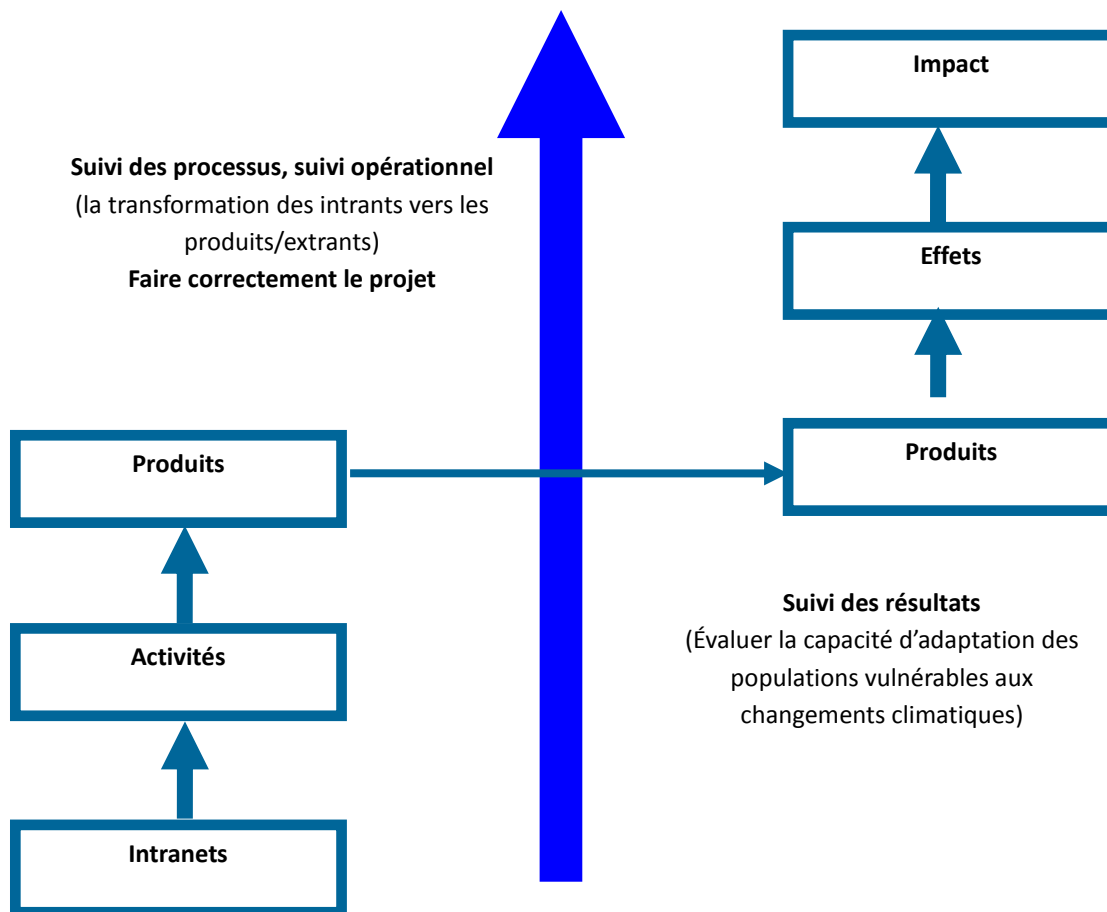 Impact
Suivi des processus, suivi opérationnel
(la transformation des intrants vers les
produits/extrants)
Faire correctement le projet
Effets
Produits
Produits
Suivi des résultats
(Évaluer la capacité d’adaptation des
populations vulnérables aux
changements climatiques)
Activités
Intranets